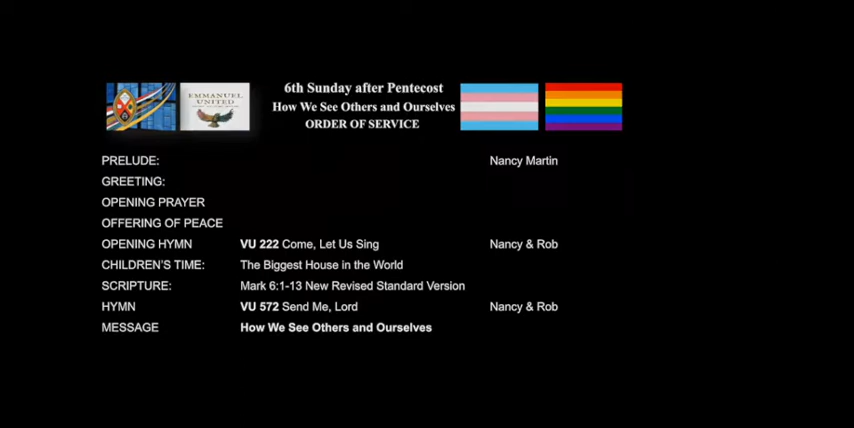 EMMANUEL
UNITED
6th Sunday after Pentecost
How We See Others and Ourselves
ORDER OF SERVICE
PRELUDE: Nancy Martin
GREETING:
OPENING PRAYER
OFFERING OF PEACE
OPENING HYMN VU 222 Come, Let Us Sing Nancy & Rob
CHILDREN'S TIME: The Biggest House in the World
SCRIPTURE: Mark 6:1-13 New Revised Standard Version
HYMN VU 572 Send Me, Lord Nancy & Rob
MESSAGE How We See Others and Ourselves